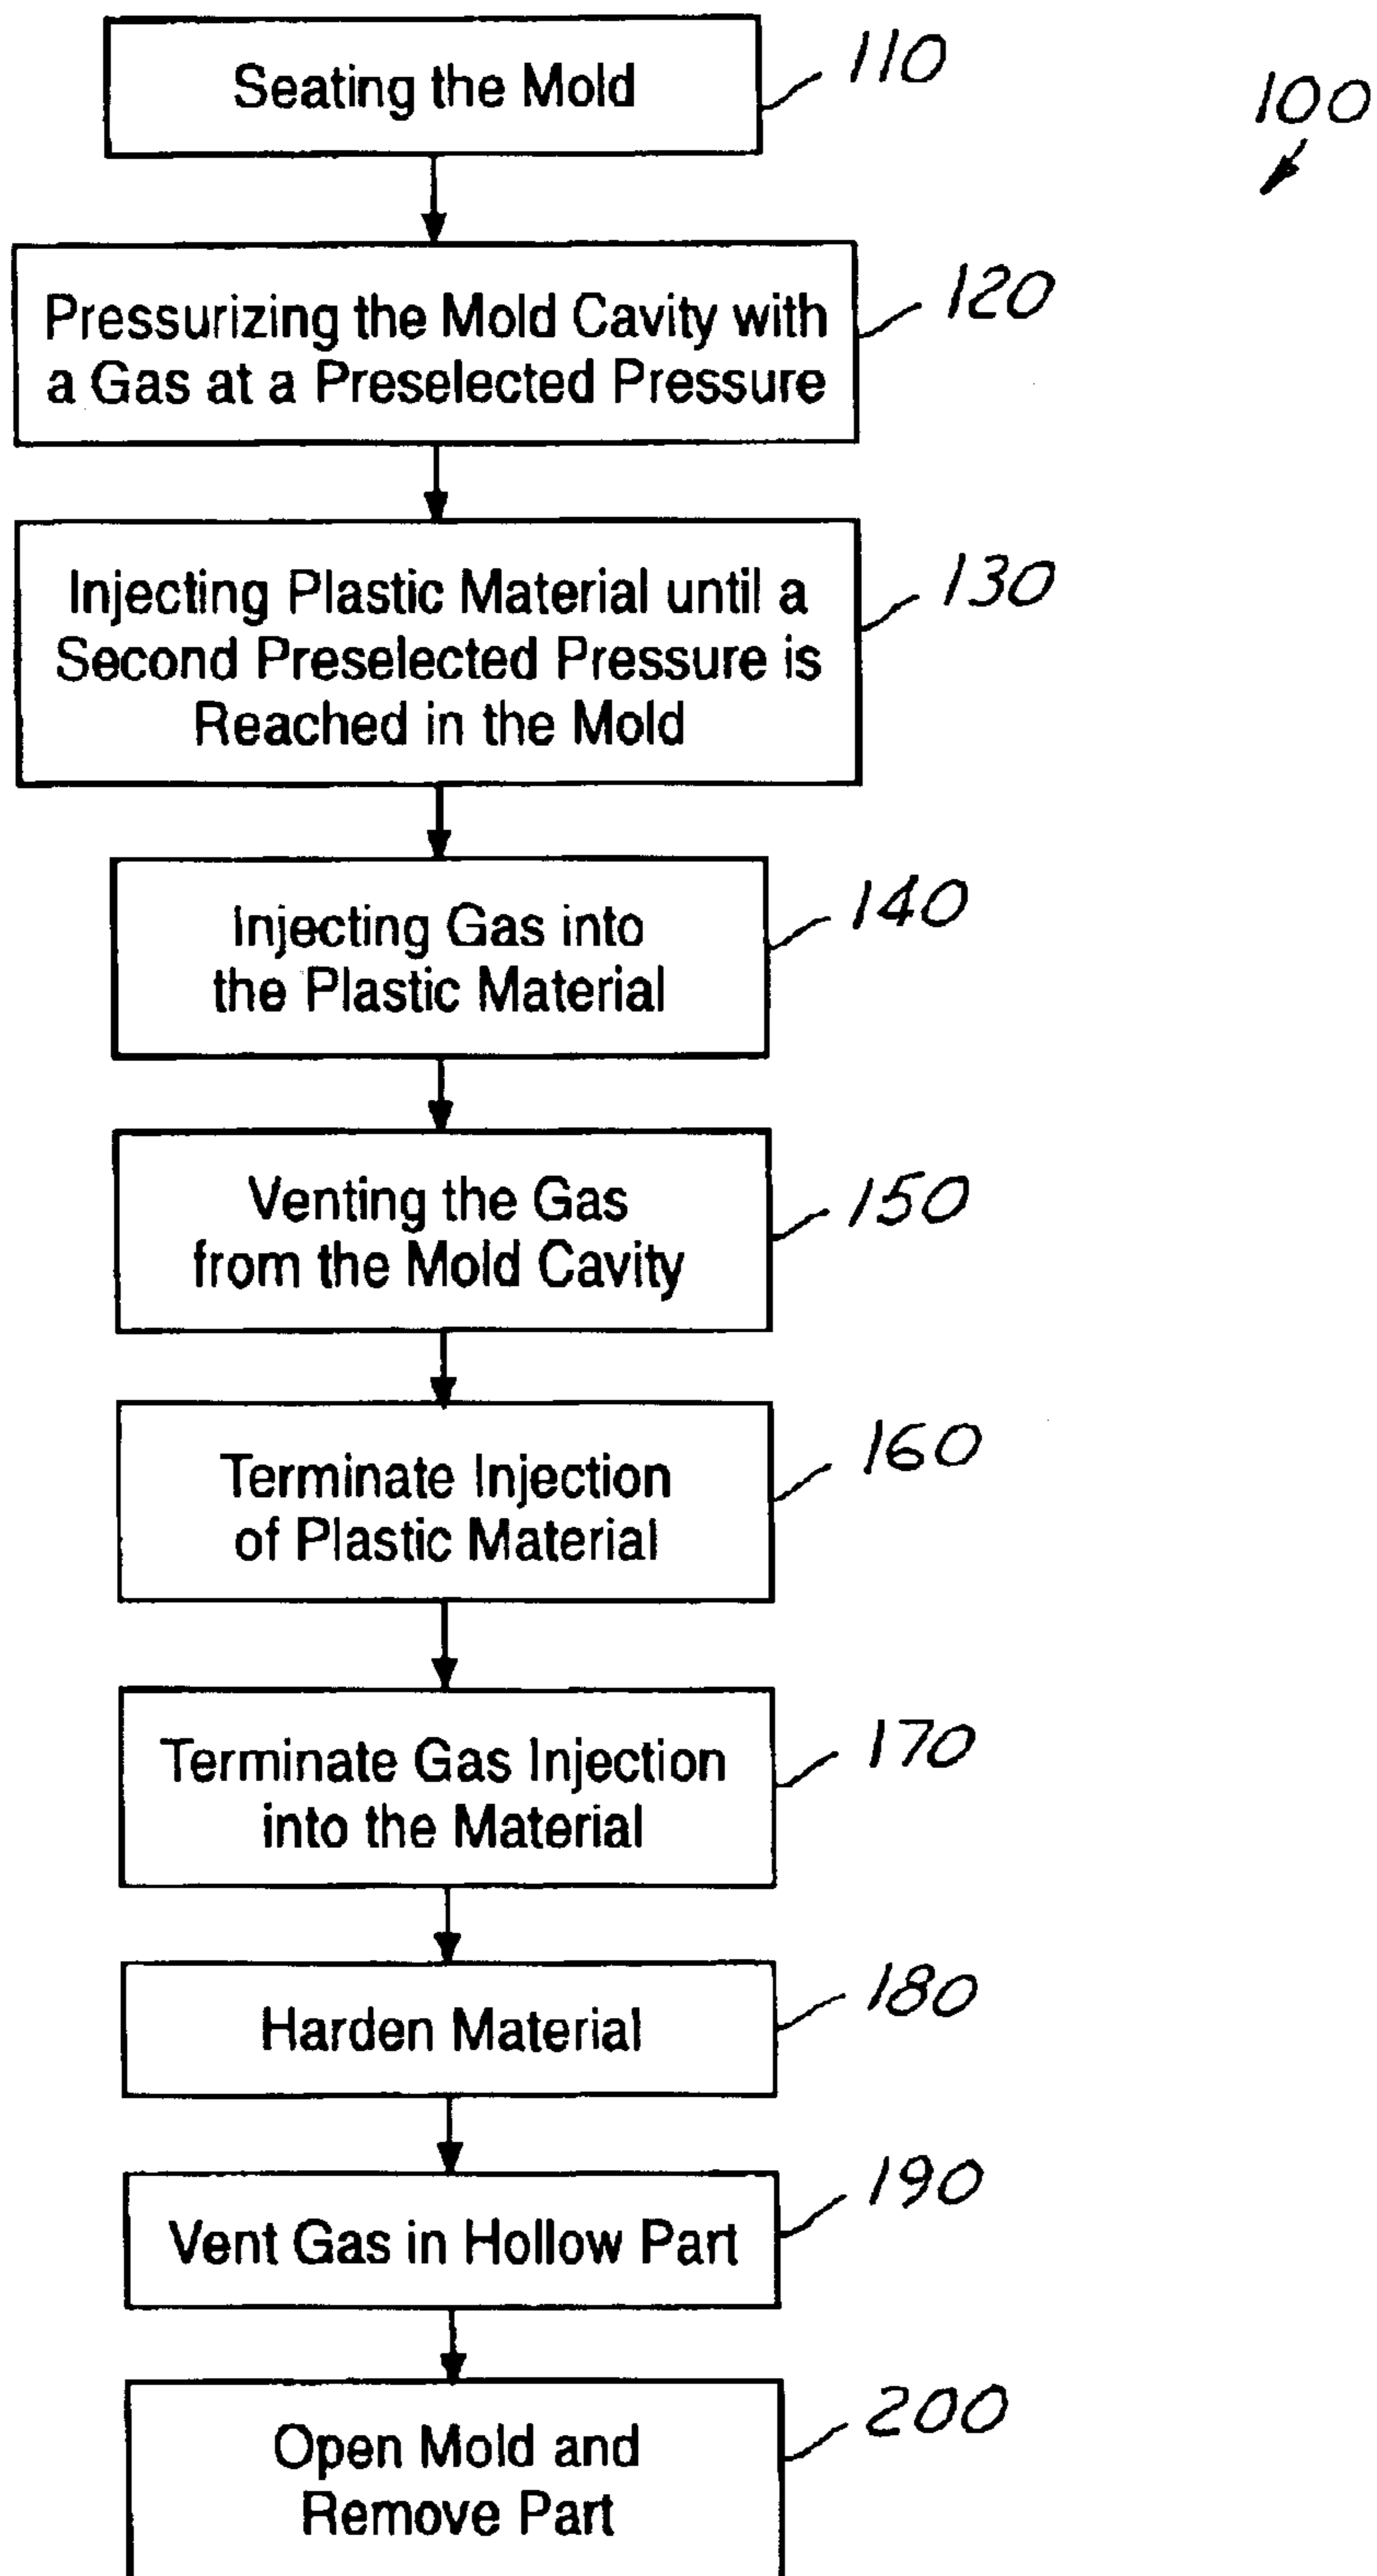 Seating the Mold
110
100
Pressurizing the Mold Cavity with
a Gas at a Preselected Pressure
120
Injecting Plastic Material until a
Second Preselected Pressure is
Reached in the Mold
130
Injecting Gas into
the Plastic Material
140
Venting the Gas
from the Mold Cavity
150
Terminate Injection
of Plastic Material
160
Terminate Gas Injection
into the Material
170
Harden Material
180
Vent Gas in Hollow Part
190
Open Mold and
Remove Part
200